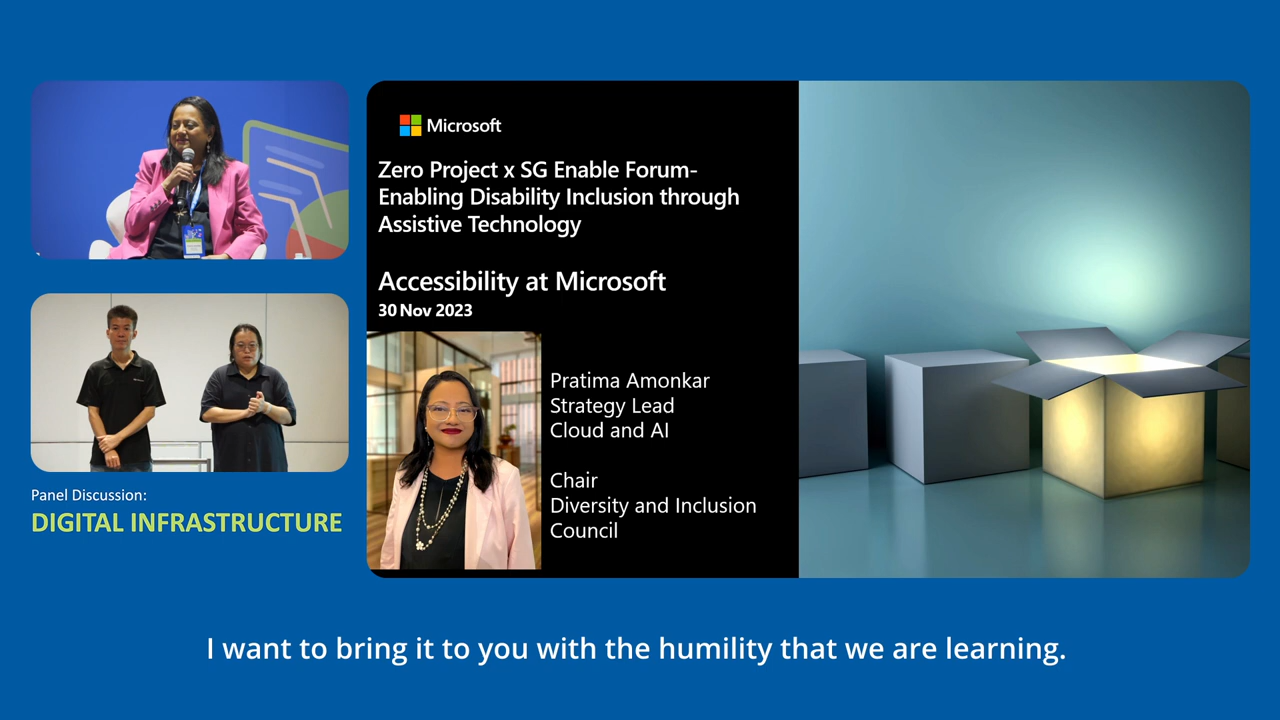 Microsoft
Zero Project x SG Enable Forum-
Enabling Disability Inclusion through
Assistive Technology
Accessibility at Microsoft
30 Nov 2023
Pratima Amonkar
Strategy Lead
Cloud and AI
Chair
Diversity and Inclusion
Council
Panel Discussion:
DIGITAL INFRASTRUCTURE
I want to bring it to you with the humility that we are learning.